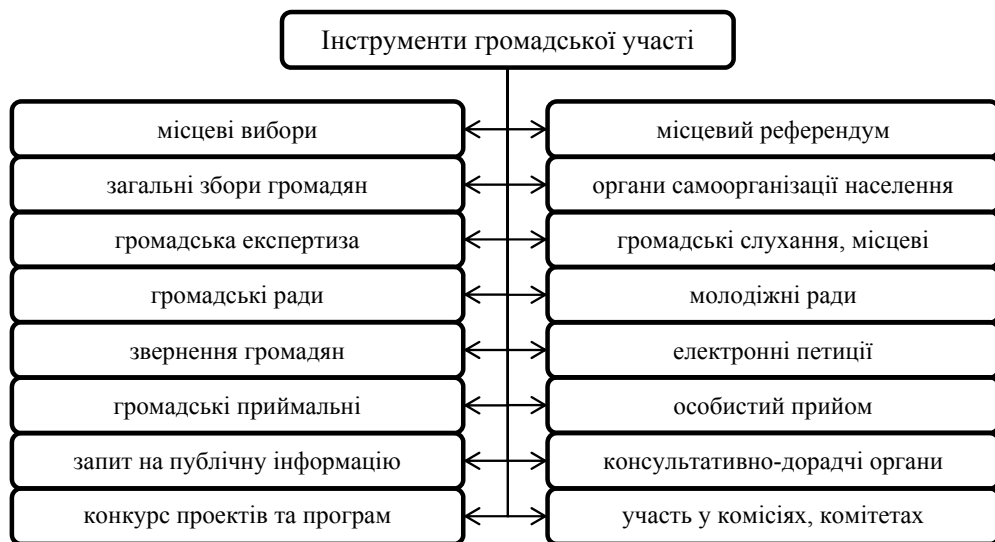 Інструменти громадської участі
місцеві вибори
місцевий референдум
загальні збори громадян
органи самоорганізації населення
громадська експертиза
громадські слухання, місцеві
громадські ради
молодіжні ради
звернення громадян
електронні петиції
громадські приймальні
особистий прийом
запит на публічну інформацію
консультативно-дорадчі органи
конкурс проектів та програм
участь у комісіях, комітетах